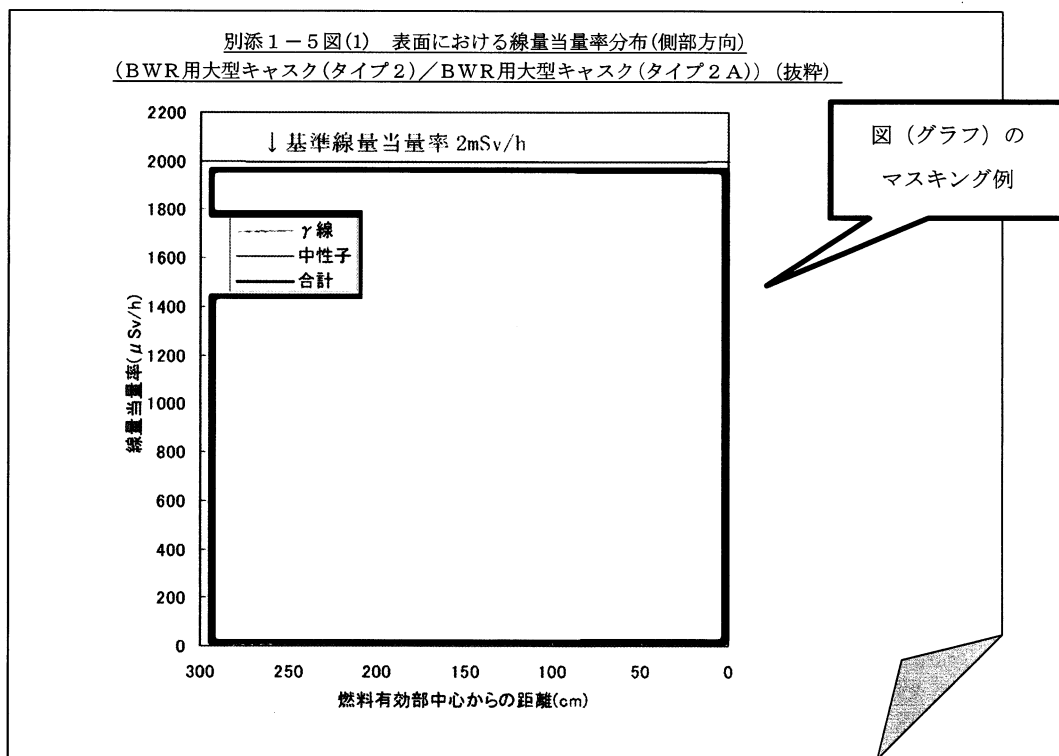 別添1－5図(1)　表面における線量当量率分布(側部方向)
(BWR用大型キャスク(タイプ2)／BWR用大型キャスク(タイプ2A)) (抜粋)
図（グラフ）の
マスキング例
↓基準線量当量率 2mSv/h
2200
2000
1800
1600
1400
1200
1000
800
600
400
200
0
γ線
中性子
合計
線量当量率(μSv/h)
300 250 200 150 100 50 0
燃料有効部中心からの距離(cm)